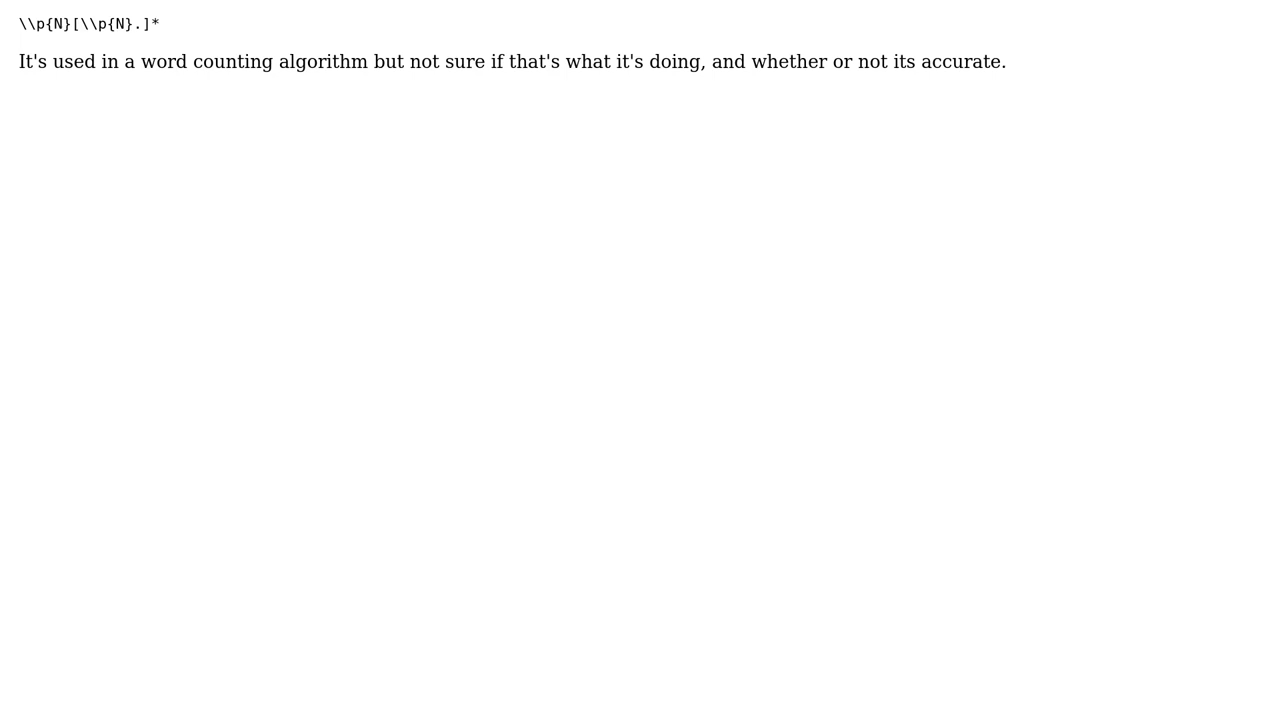 \\p{N}[\\p{N}.]*
It's used in a word counting algorithm but not sure if that's what it's doing, and whether or not its accurate.